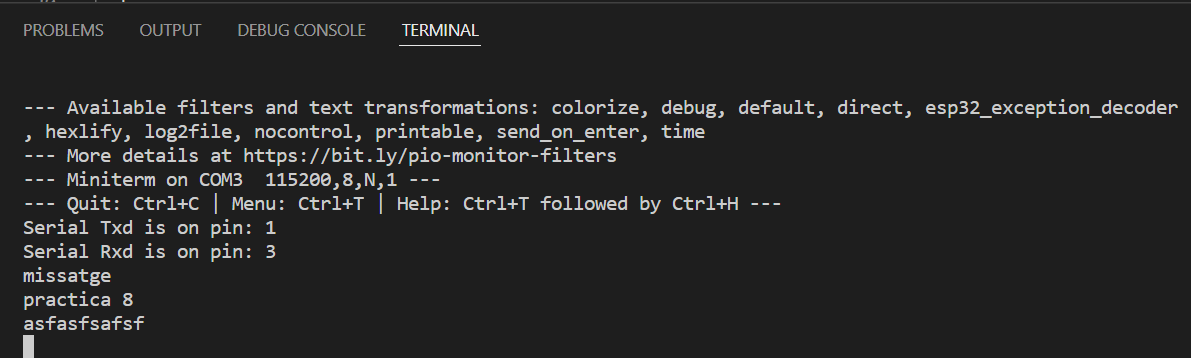 PROBLEMS OUTPUT DEBUG CONSOLE TERMINAL
--- Available filters and text transformations: colorize, debug, default, direct, esp32_exception_decoder
, hexlify, log2file, nocontrol, printable, send_on_enter, time
--- More details at https://bit.ly/pio-monitor-filters
--- Miniterm on COM3  115200,8,N,1 ---
--- Quit: Ctrl+C | Menu: Ctrl+T | Help: Ctrl+T followed by Ctrl+H ---
Serial Txd is on pin: 1
Serial Rxd is on pin: 3
missatge
practica 8
asfasfsafsf